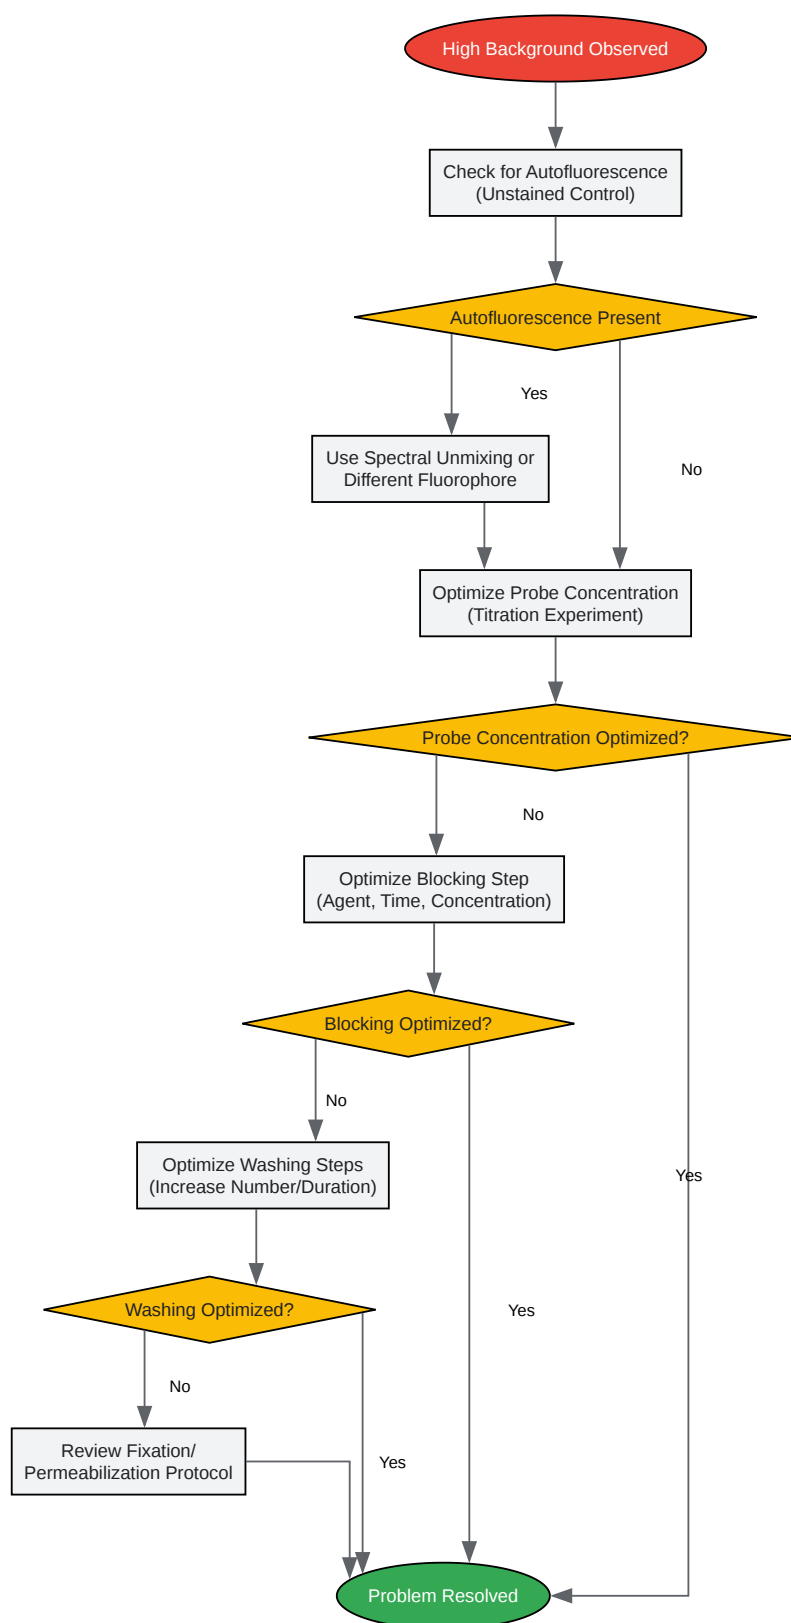 High Background Observed
Check for Autofluorescence
(Unstained Control)
Autofluorescence Present
Yes
Use Spectral Unmixing or
Different Fluorophore
No
Optimize Probe Concentration
(Titration Experiment)
Probe Concentration Optimized?
No
Optimize Blocking Step
(Agent, Time, Concentration)
Blocking Optimized?
No
Optimize Washing Steps
(Increase Number/Duration)
Yes
Washing Optimized?
Yes
No
Review Fixation/
Permeabilization Protocol
Yes
Problem Resolved